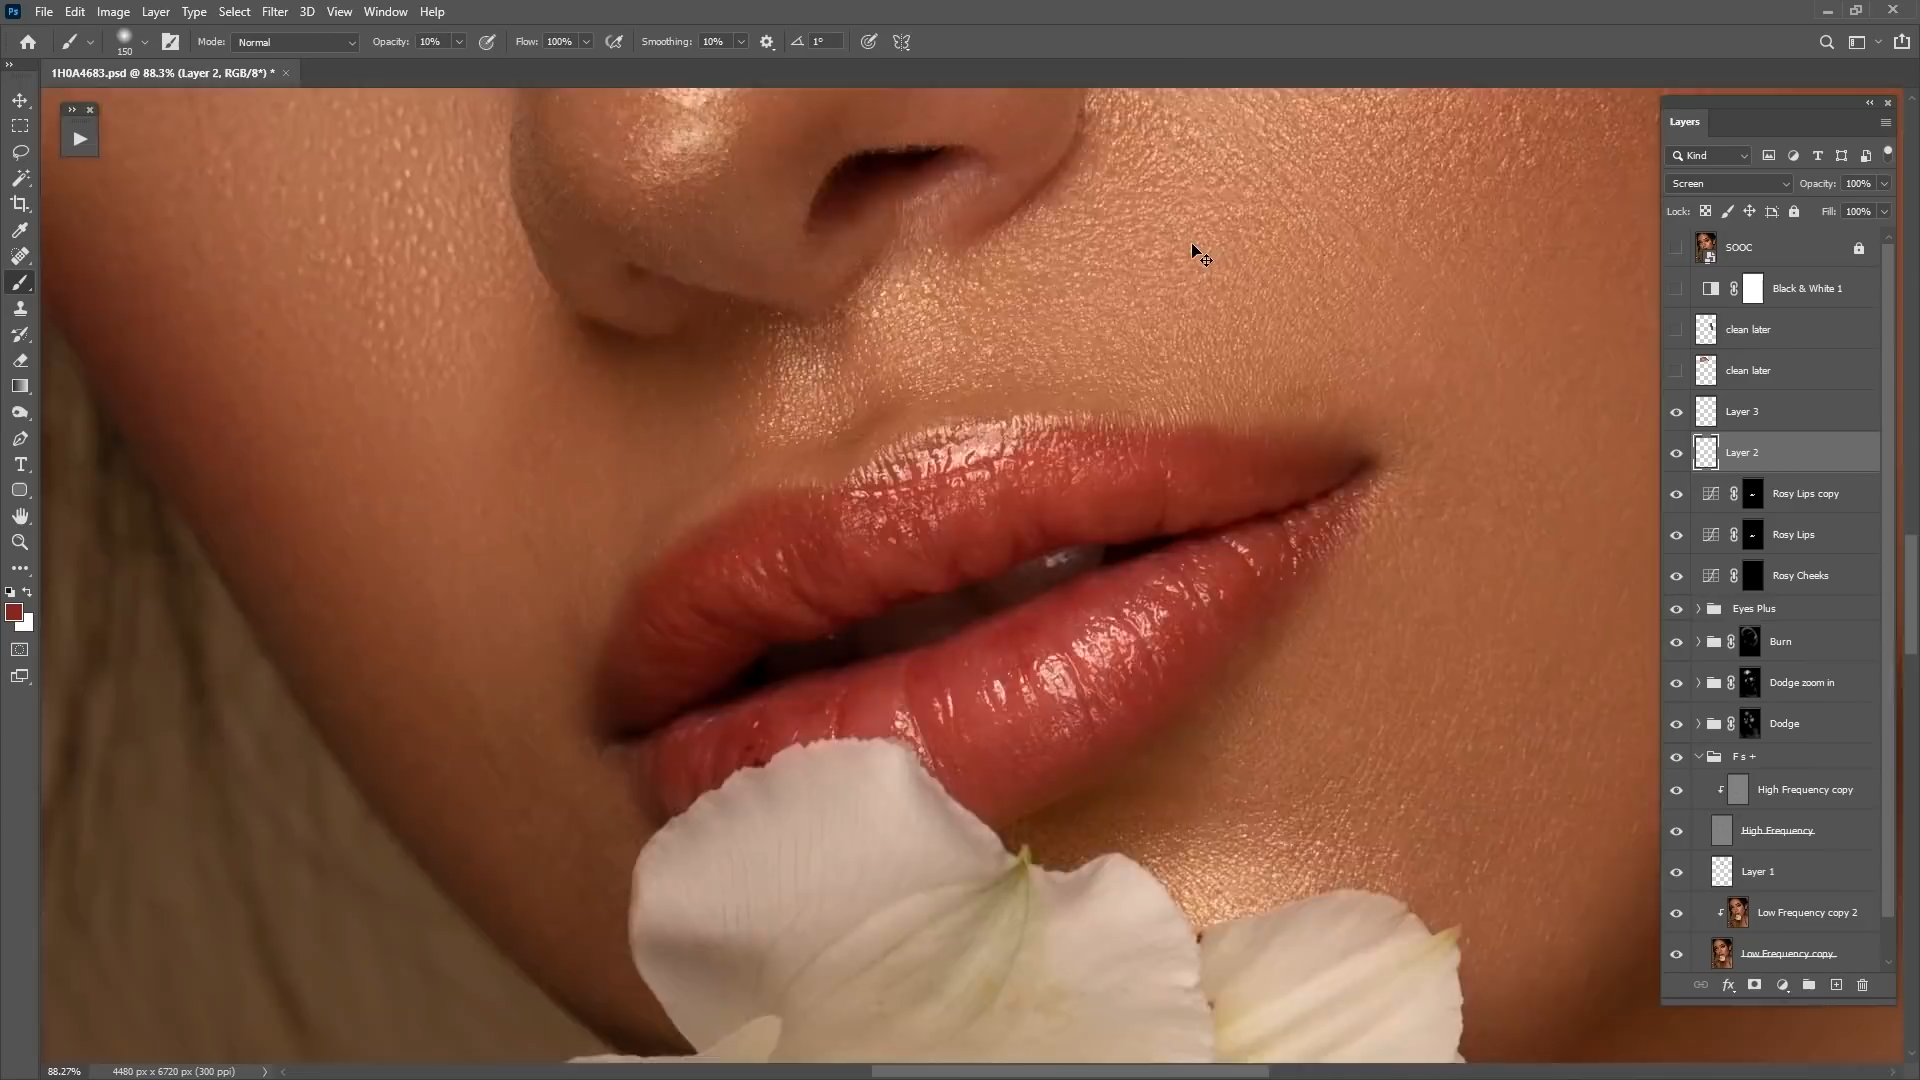 Ps File Edit Image Layer Type Select Filter 3D View Window Help
150 Mode: Normal Opacity: 10% Flow: 100% Smoothing: 10% 1°
1H0A4683.psd @ 88.3% (Layer 2, RGB/8*) *
Layers
Kind
Screen Opacity: 100%
Lock: Fill: 100%
SOOC
Black & White 1
clean later
clean later
Layer 3
Layer 2
Rosy Lips copy
Rosy Lips
Rosy Cheeks
Eyes Plus
Burn
Dodge zoom in
Dodge
F s +
High Frequency copy
High Frequency
Layer 1
Low Frequency copy 2
Low Frequency copy
fx
88.27% 4480 px x 6720 px (300 ppi)